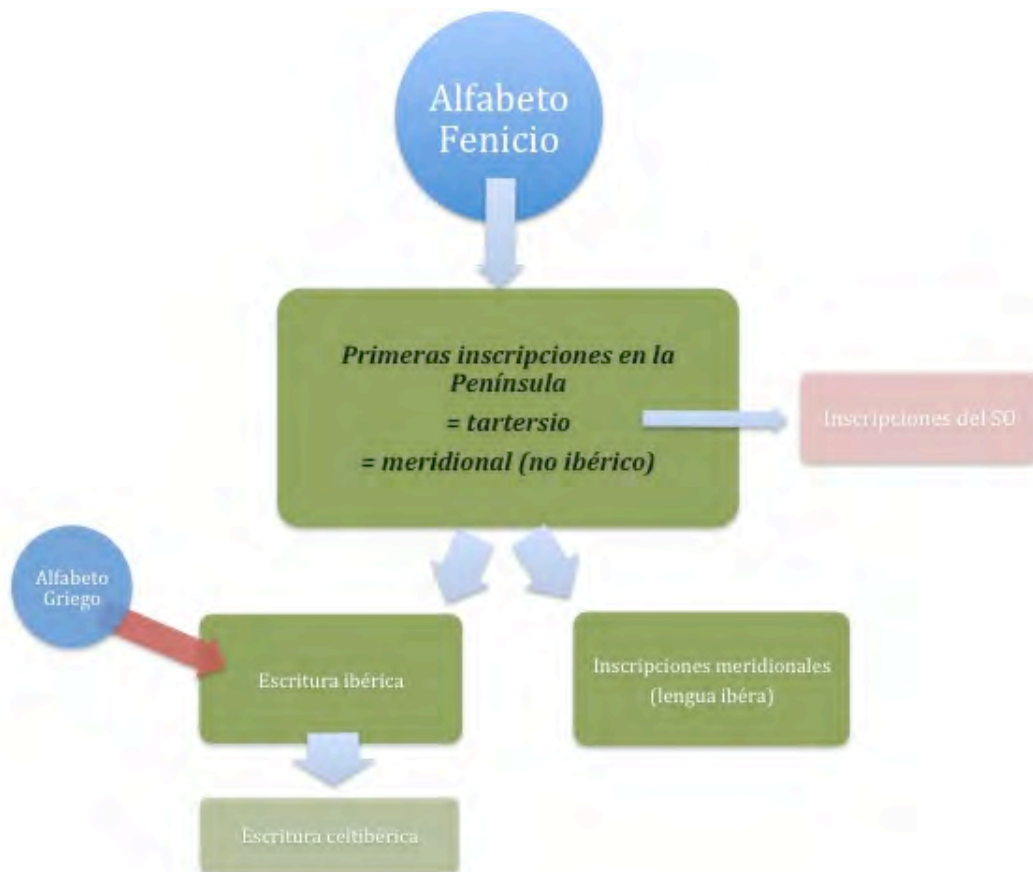 Alfabeto
Fenicio
Primeras inscripciones en la
Península
= tartersio
= meridional (no ibérico)
Inscripciones del SO
Alfabeto
Griego
Escritura ibérica
Inscripciones meridionales
(lengua ibéra)
Escritura celtibérica